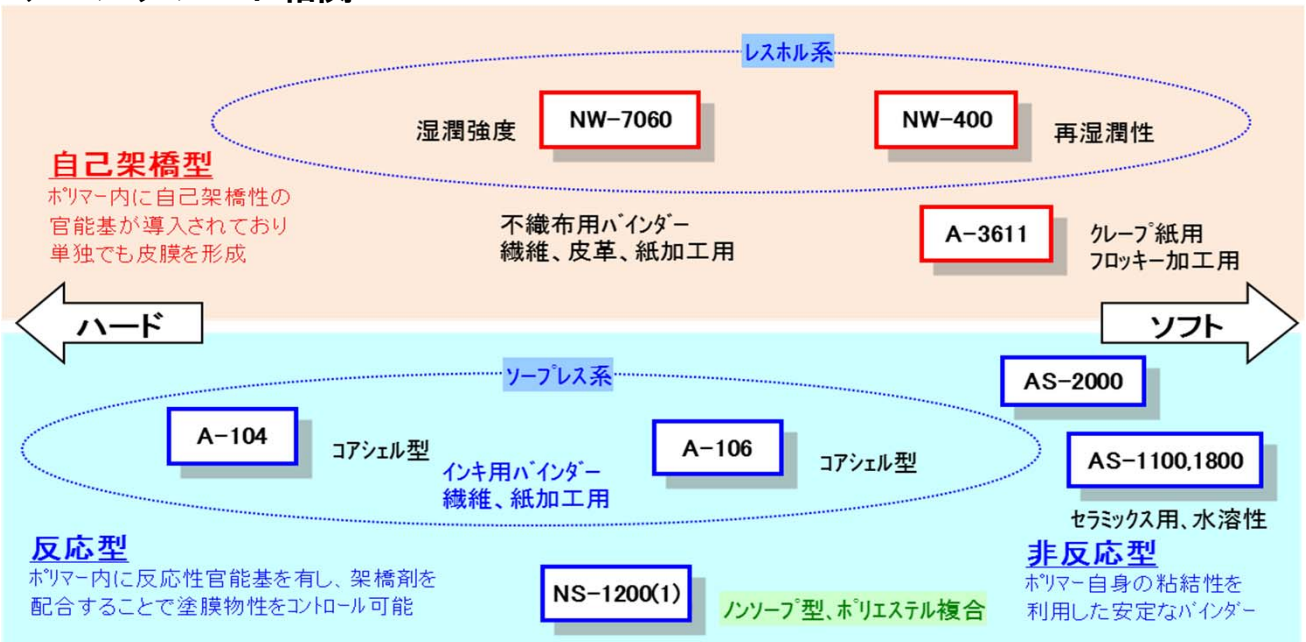 レスホル系
湿潤強度
NW-7060
NW-400
再湿潤性
自己架橋型
ﾎﾟﾘﾏｰ内に自己架橋性の
官能基が導入されており
単独でも皮膜を形成
不織布用ﾊﾞｲﾝﾀﾞｰ
繊維、皮革、紙加工用
A-3611
ｸﾚｰﾌﾟ紙用
ﾌﾛｯｷｰ加工用
ハード
ソフト
ｿｰﾌﾟﾚｽ系
AS-2000
A-104
ｺｱｼｪﾙ型
ｲﾝｷ用ﾊﾞｲﾝﾀﾞｰ
繊維、紙加工用
A-106
ｺｱｼｪﾙ型
AS-1100,1800
ｾﾗﾐｯｸｽ用、水溶性
反応型
ﾎﾟﾘﾏｰ内に反応性官能基を有し、架橋剤を
配合することで塗膜物性をｺﾝﾄﾛｰﾙ可能
NS-1200(1)
ﾉﾝｿｰﾌﾟ型、ﾎﾟﾘｴｽﾃﾙ複合
非反応型
ﾎﾟﾘﾏｰ自身の粘結性を
利用した安定なﾊﾞｲﾝﾀﾞｰ